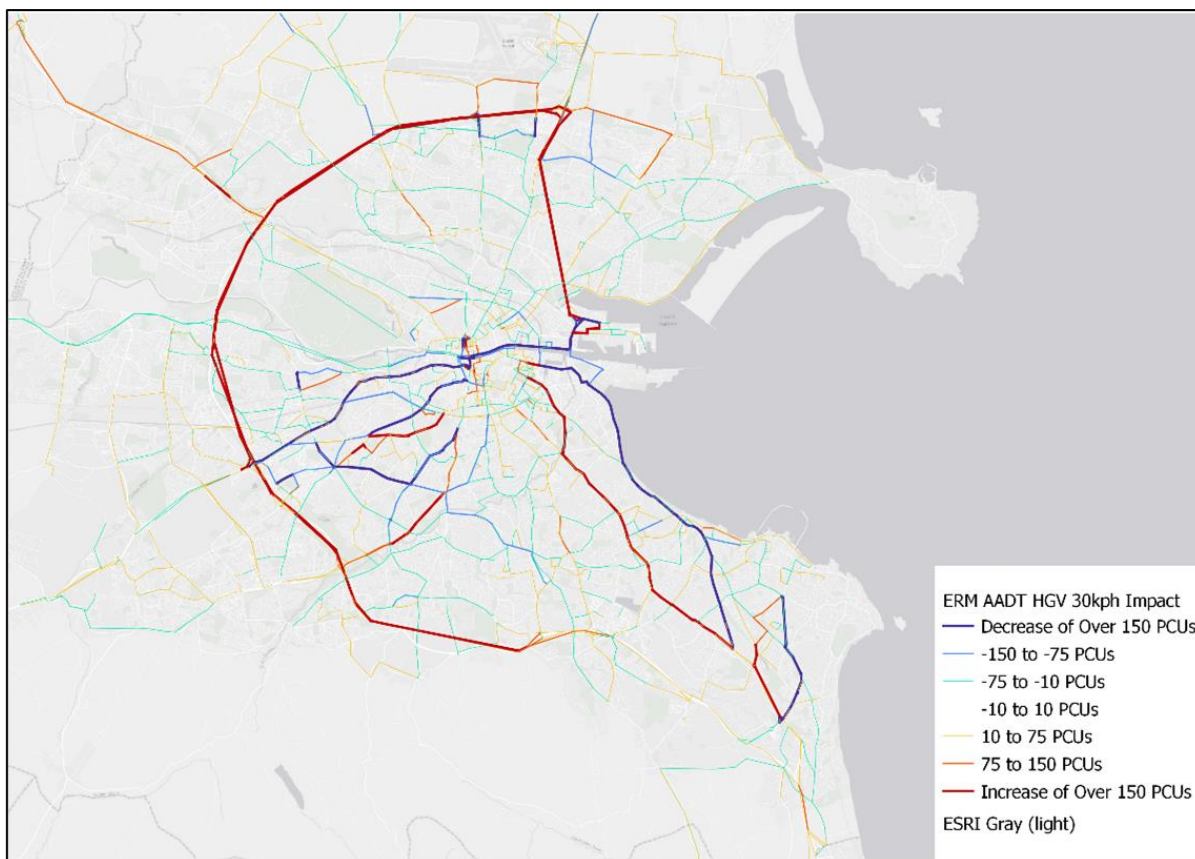 ERM AADT HGV 30kph Impact
Decrease of Over 150 PCUs
-150 to -75 PCUs
-75 to -10 PCUs
-10 to 10 PCUs
10 to 75 PCUs
75 to 150 PCUs
Increase of Over 150 PCUs
ESRI Gray (light)